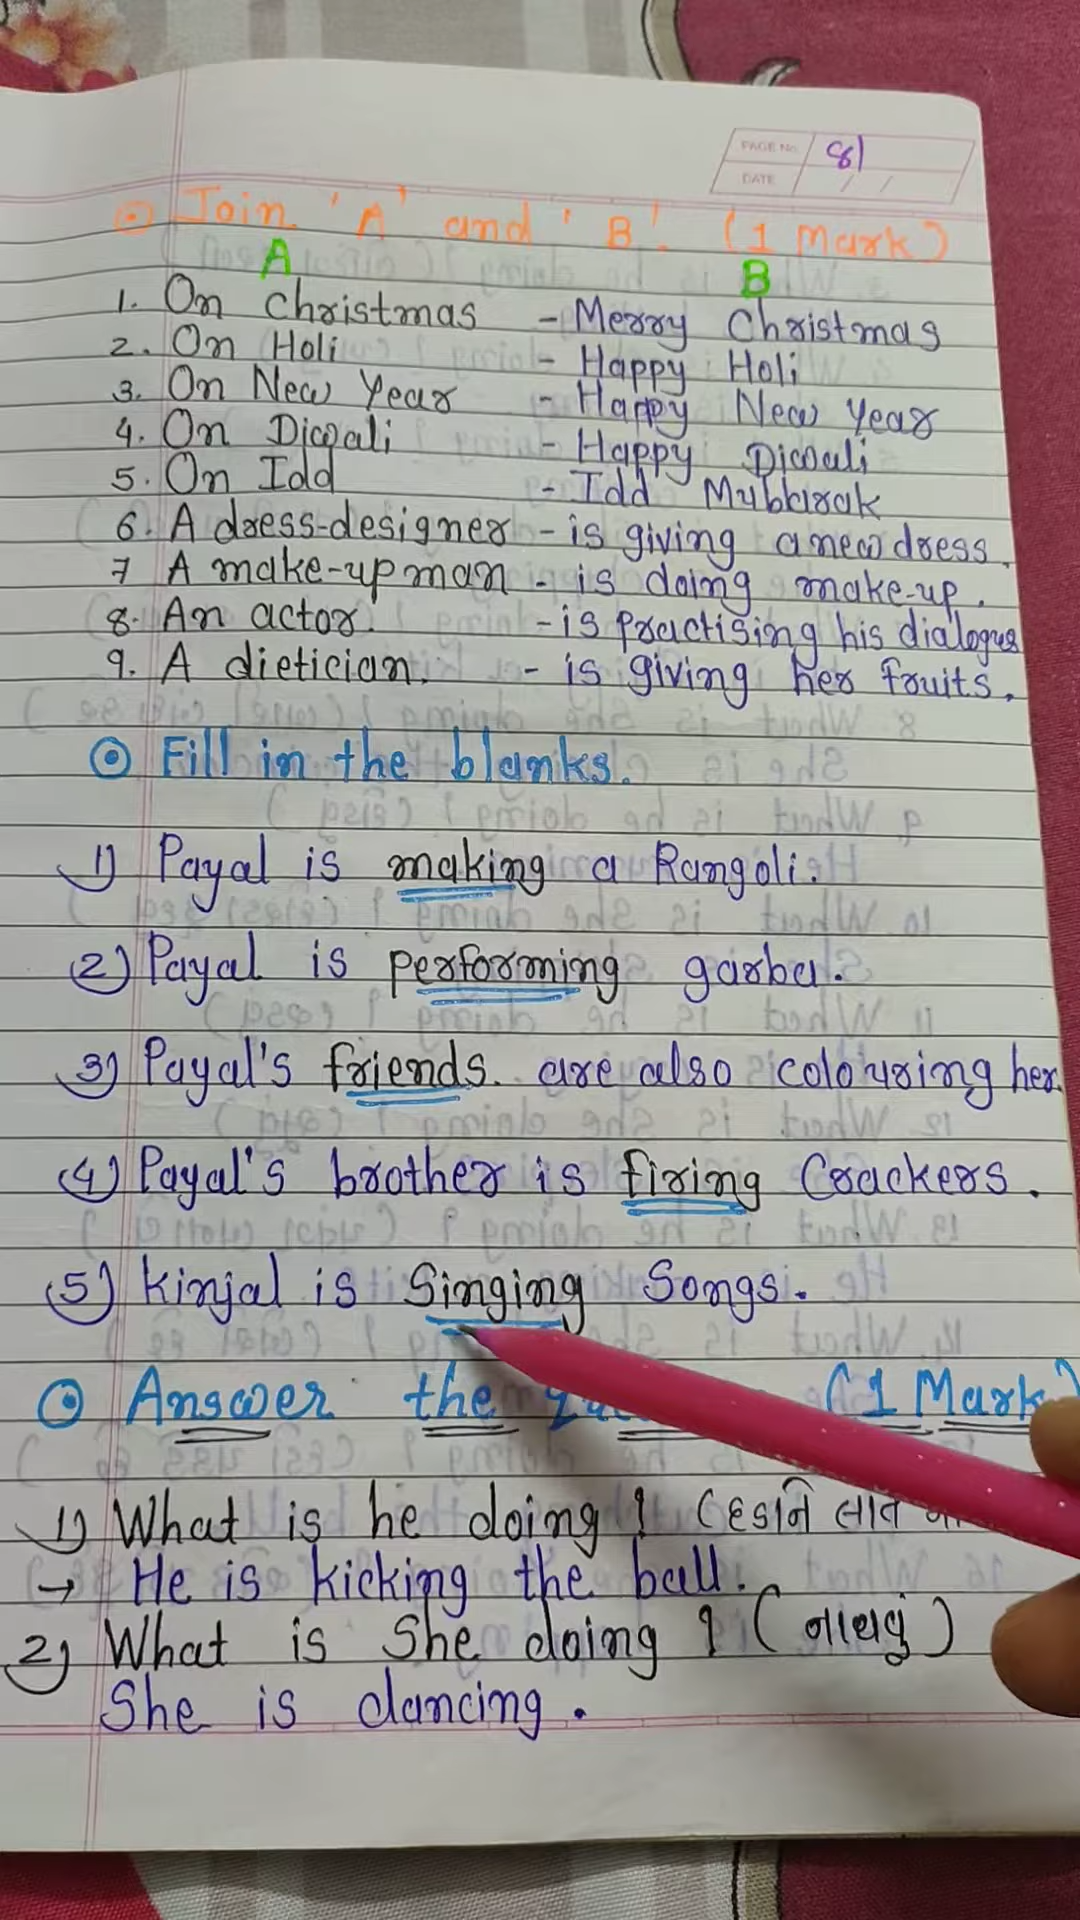 PAGE No. 81
DATE / /
⊙ Join 'A' and 'B'. (1 Mark)
A B
1. On Christmas - Merry Christmas
2. On Holi - Happy Holi
3. On New Year - Happy New Year
4. On Diwali - Happy Diwali
5. On Idd - Idd Mubbarak
6. A dress-designer - is giving a new dress.
7 A make-up man - is doing make-up.
8. An actor. - is practising his dialogus
9. A dietician. - is giving her fruits.
⊙ Fill in the blanks.
1) Payal is making a Rangoli.
2) Payal is performing garba.
3) Payal's friends. are also colouring her.
4) Payal's brother is firing Crackers.
5) Kinjal is Singing Songs.
⊙ Answer the (1 Mark)
1) What is he doing? (દડાને લાત
→ He is kicking the ball.
2) What is She doing? (નાચવું)
She is dancing.